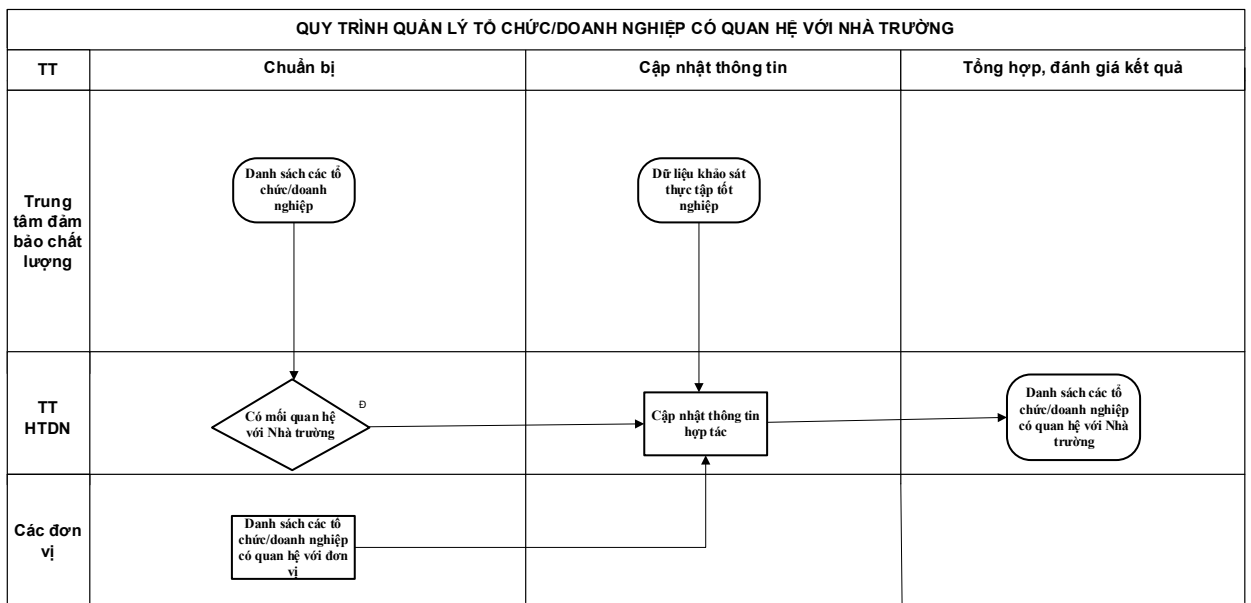 QUY TRÌNH QUẢN LÝ TỔ CHỨC/DOANH NGHIỆP CÓ QUAN HỆ VỚI NHÀ TRƯỜNG
TT
Chuẩn bị
Cập nhật thông tin
Tổng hợp, đánh giá kết quả
Trung
tâm đảm
bảo chất
lượng
Danh sách các tổ
chức/doanh
nghiệp
Dữ liệu khảo sát
thực tập tốt
nghiệp
TT
HTDN
Có mối quan hệ
với Nhà trường
Đ
Cập nhật thông tin
hợp tác
Danh sách các tổ
chức/doanh nghiệp
có quan hệ với Nhà
trường
Các đơn
vị
Danh sách các tổ
chức/doanh nghiệp
có quan hệ với đơn
vị